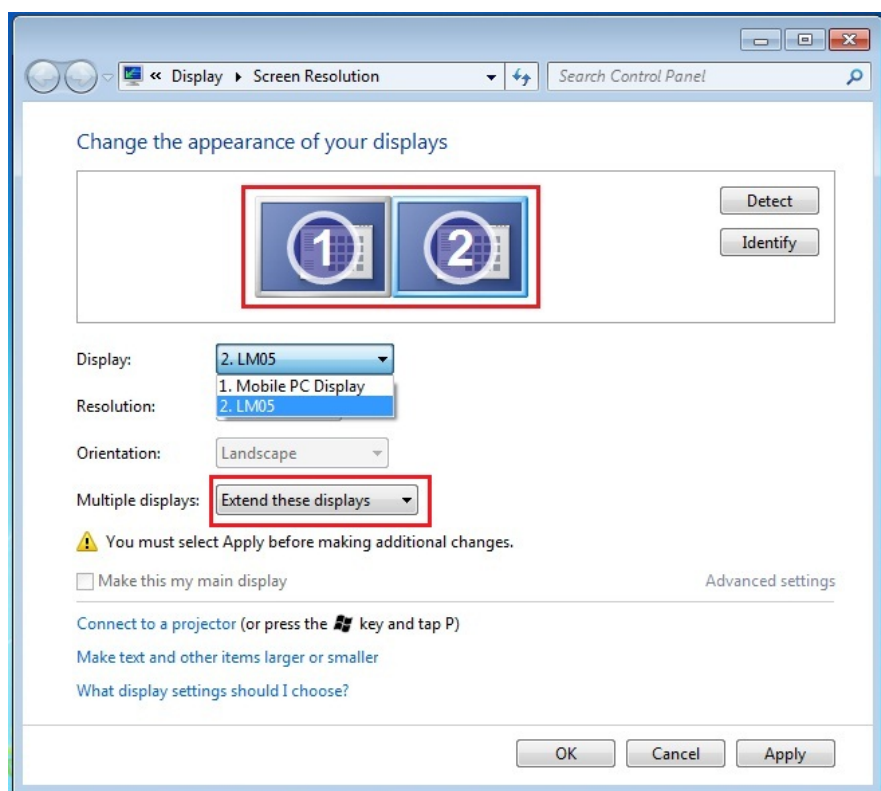 « Display ▸ Screen Resolution
Search Control Panel
Change the appearance of your displays
1
2
Detect
Identify
Display:
2. LM05
1. Mobile PC Display
2. LM05
Resolution:
Orientation:
Landscape
Multiple displays:
Extend these displays
You must select Apply before making additional changes.
Make this my main display
Advanced settings
Connect to a projector (or press the key and tap P)
Make text and other items larger or smaller
What display settings should I choose?
OK
Cancel
Apply